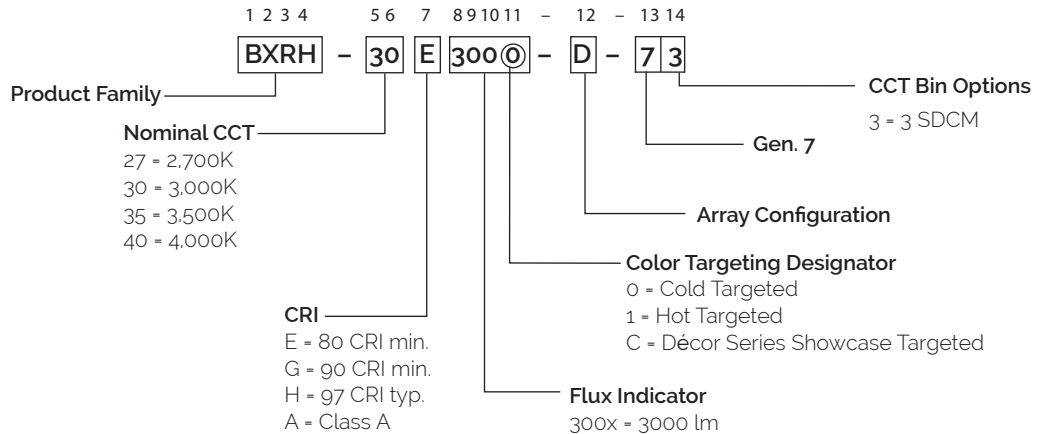 1 2 3 4 5 6 7 8 9 10 11 – 12 – 13 14
BXRH – 30 E 3000 – D – 7 3
Product Family
Nominal CCT
27 = 2,700K
30 = 3,000K
35 = 3,500K
40 = 4,000K
CRI
E = 80 CRI min.
G = 90 CRI min.
H = 97 CRI typ.
A = Class A
CCT Bin Options
3 = 3 SDCM
Gen. 7
Array Configuration
Color Targeting Designator
0 = Cold Targeted
1 = Hot Targeted
C = Décor Series Showcase Targeted
Flux Indicator
300x = 3000 lm